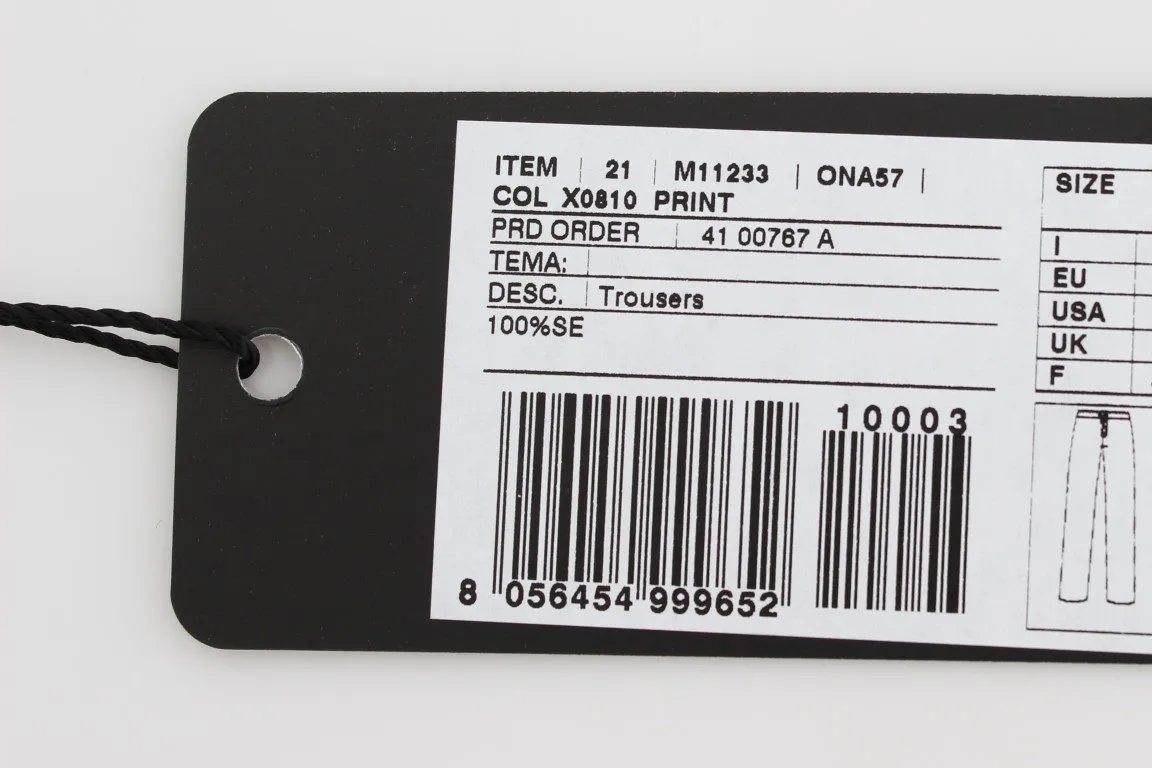 ITEM | 21 | M11233 | ONA57 |
COL X0810 PRINT
PRD ORDER | 41 00767 A
TEMA: |
DESC. | Trousers
100%SE
10003
8 056454 999652
SIZE
I
EU
USA
UK
F